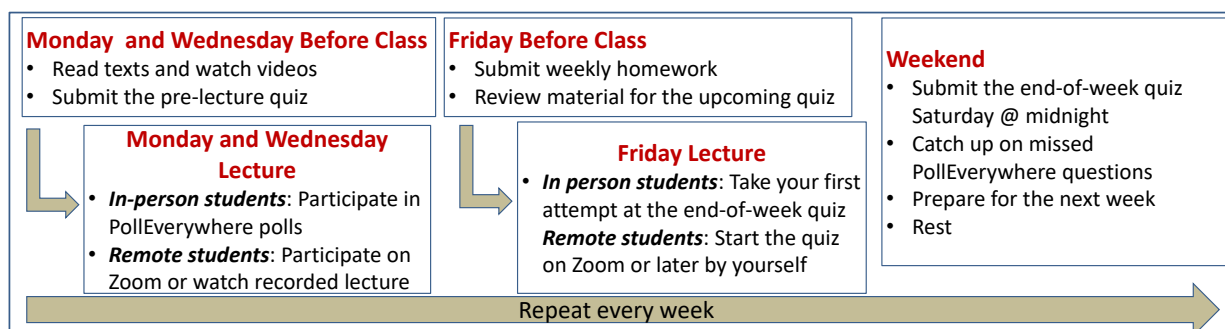 Monday and Wednesday Before Class
• Read texts and watch videos
• Submit the pre-lecture quiz
Monday and Wednesday
Lecture
• In-person students: Participate in
PollEverywhere polls
• Remote students: Participate on
Zoom or watch recorded lecture
Friday Before Class
• Submit weekly homework
• Review material for the upcoming quiz
Friday Lecture
• In person students: Take your first
attempt at the end-of-week quiz
Remote students: Start the quiz
on Zoom or later by yourself
Weekend
• Submit the end-of-week quiz
Saturday @ midnight
• Catch up on missed
PollEverywhere questions
• Prepare for the next week
• Rest
Repeat every week